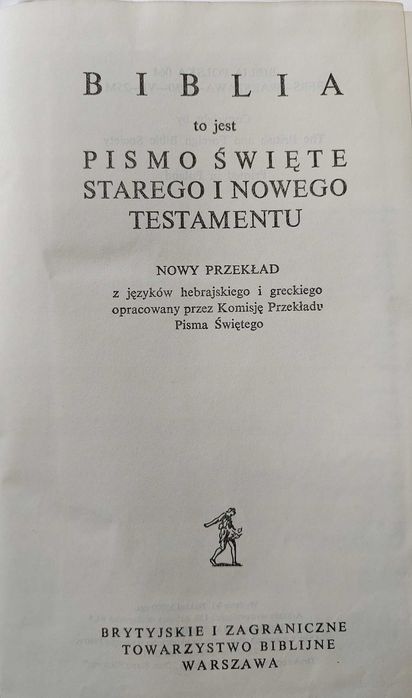 BIBLIA
to jest
PISMO ŚWIĘTE
STAREGO I NOWEGO
TESTAMENTU
NOWY PRZEKŁAD
z języków hebrajskiego i greckiego
opracowany przez Komisję Przekładu
Pisma Świętego
BRYTYJSKIE I ZAGRANICZNE
TOWARZYSTWO BIBLIJNE
WARSZAWA